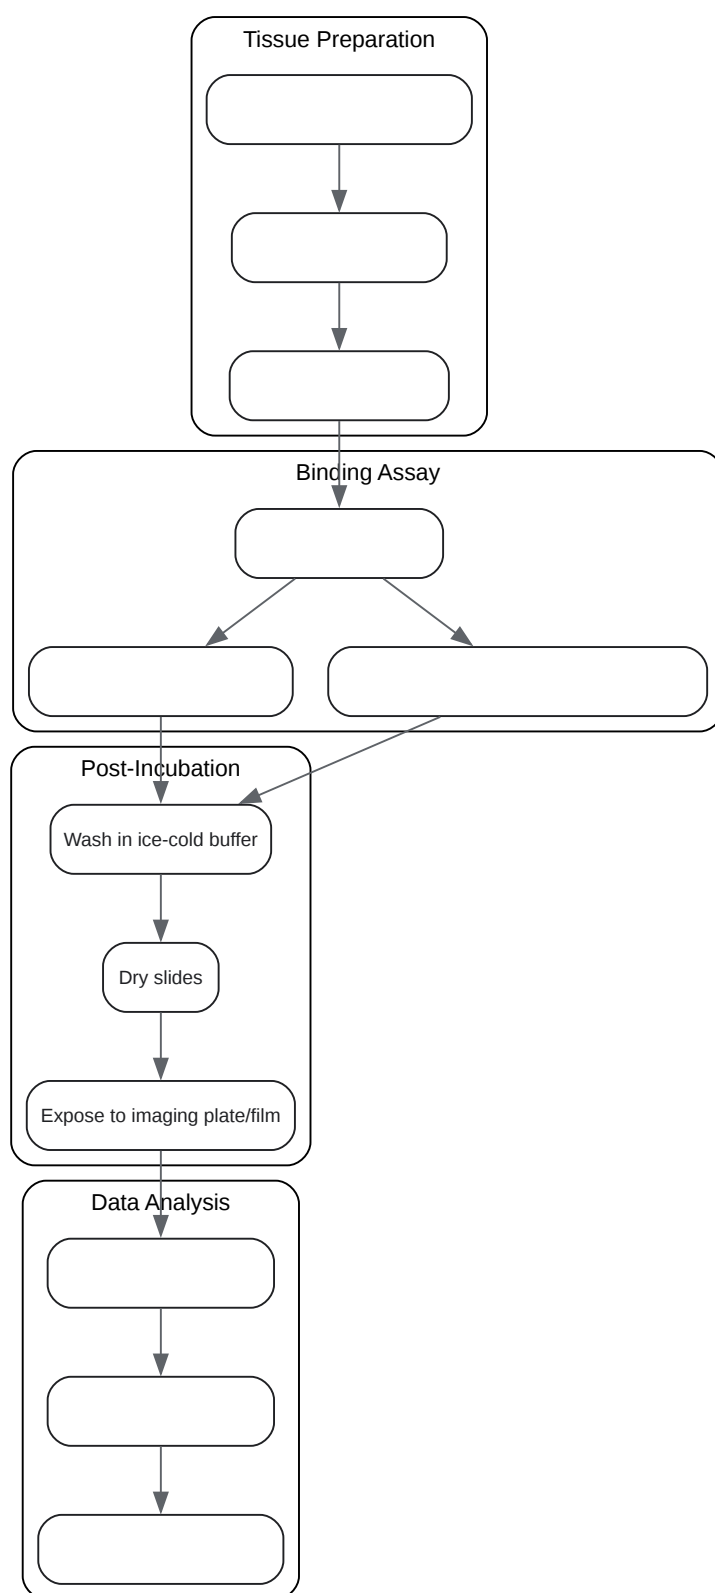 Tissue Preparation
Binding Assay
Post-Incubation
Wash in ice-cold buffer
Dry slides
Expose to imaging plate/film
Data Analysis